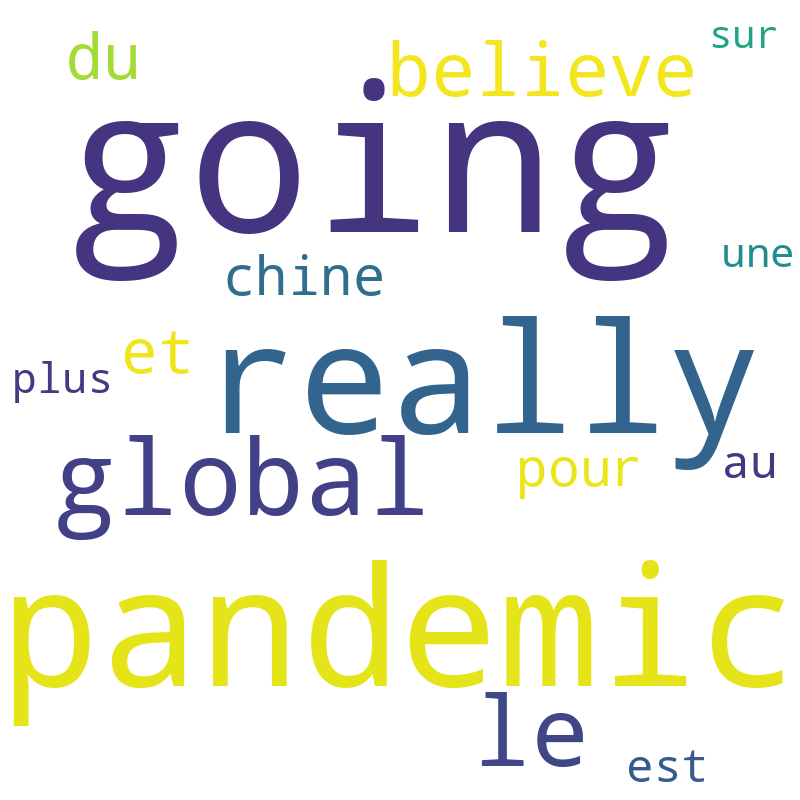 sur
du
believe
going
une
chine
et
plus
really
global
pour
au
pandemic
le
est